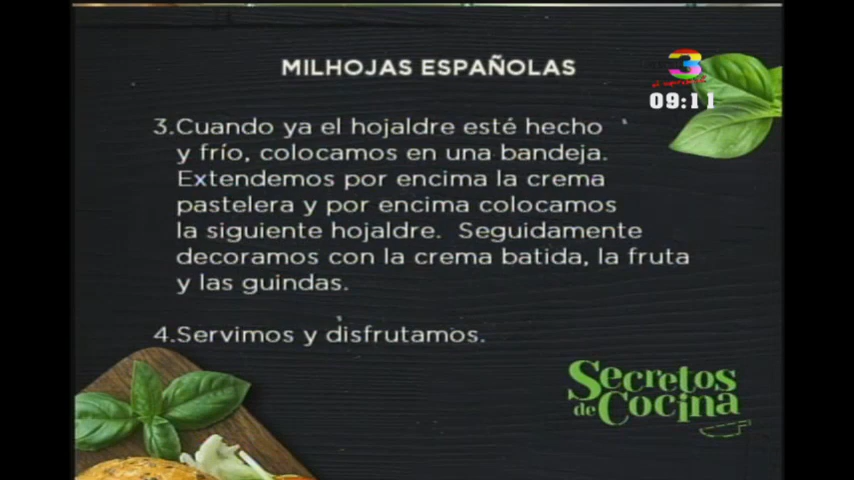 MILHOJAS ESPAÑOLAS
3
09:11
3.Cuando ya el hojaldre esté hecho
y frío, colocamos en una bandeja.
Extendemos por encima la crema
pastelera y por encima colocamos
la siguiente hojaldre. Seguidamente
decoramos con la crema batida, la fruta
y las guindas.
4.Servimos y disfrutamos.
Secretos
de Cocina